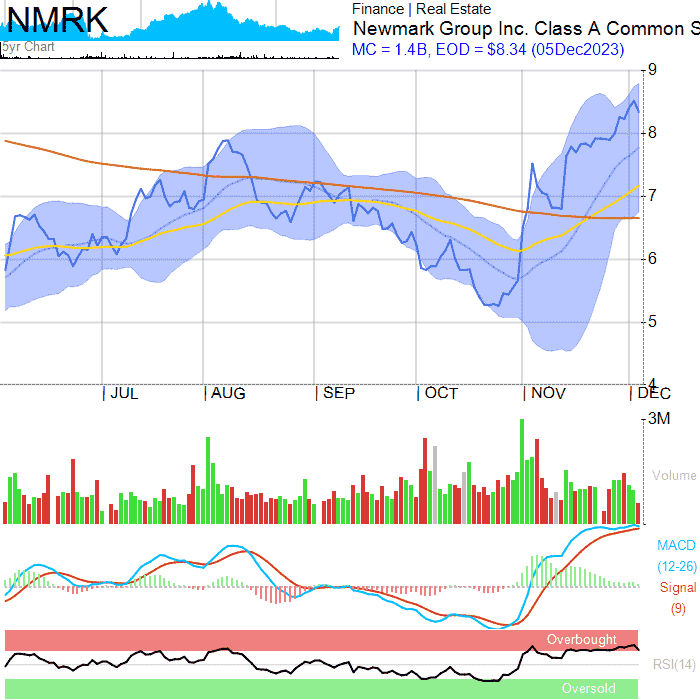 NMRK
5yr Chart
Finance | Real Estate
Newmark Group Inc. Class A Common S
MC = 1.4B, EOD = $8.34 (05Dec2023)
9
8
7
6
5
4
| JUL | AUG | SEP | OCT | NOV | DEC
3M
Volume
MACD
(12-26)
Signal
(9)
Overbought
RSI(14)
Oversold